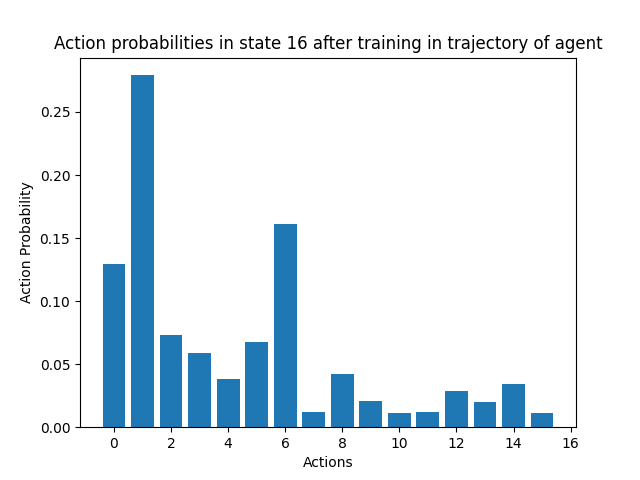 Action probabilities in state 16 after training in trajectory of agent
0.25
0.20
0.15
0.10
0.05
0.00
Action Probability
0 2 4 6 8 10 12 14 16
Actions